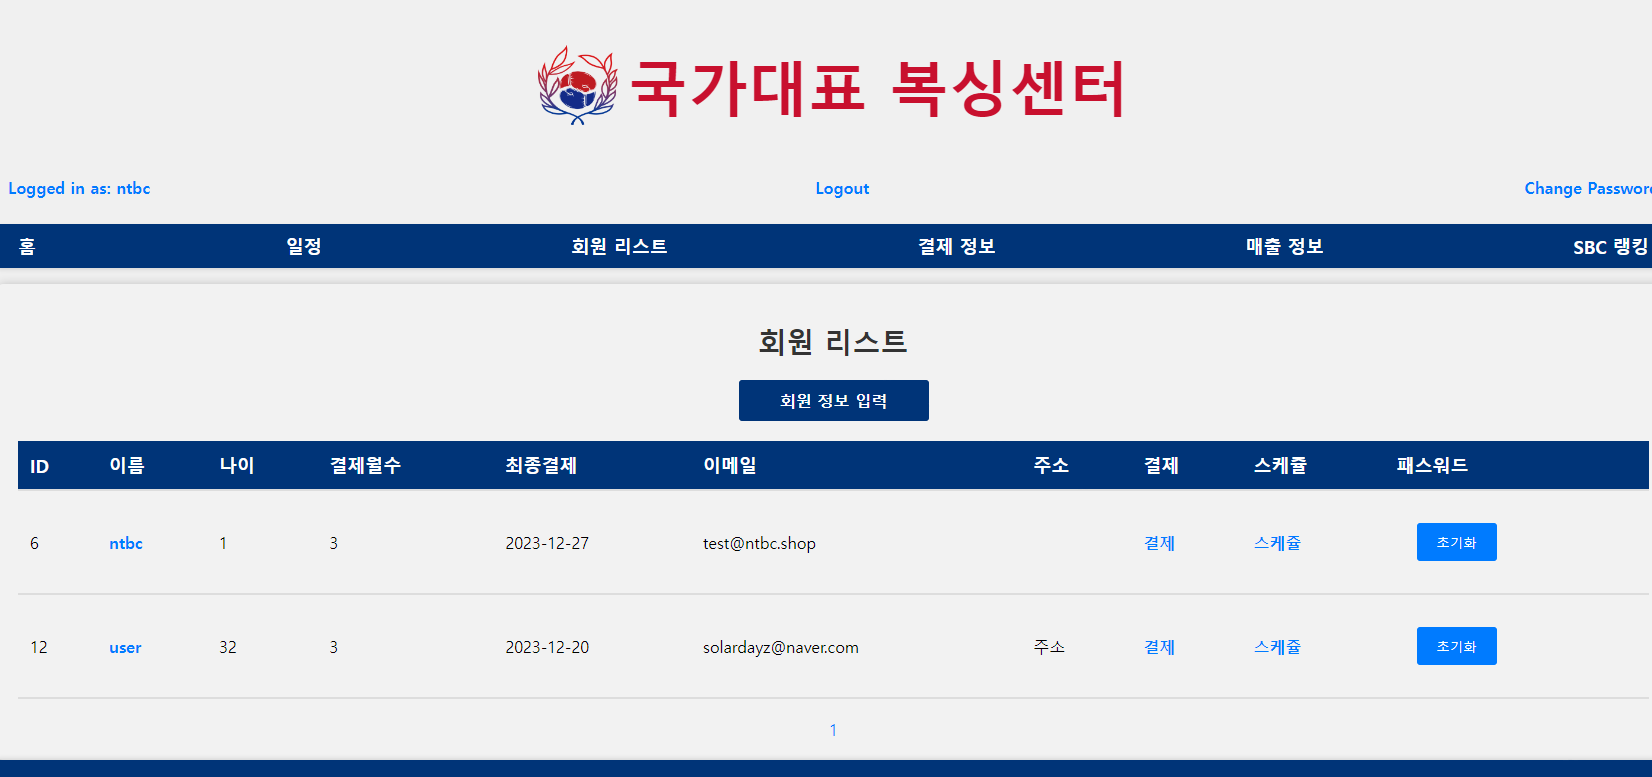 국가대표 복싱센터
Logged in as: ntbc Logout Change Passwor
홈 일정 회원 리스트 결제 정보 매출 정보 SBC 랭킹
회원 리스트
회원 정보 입력
ID 이름 나이 결제월수 최종결제 이메일 주소 결제 스케쥴 패스워드
6 ntbc 1 3 2023-12-27 test@ntbc.shop 결제 스케쥴 초기화
12 user 32 3 2023-12-20 solardayz@naver.com 주소 결제 스케쥴 초기화
1